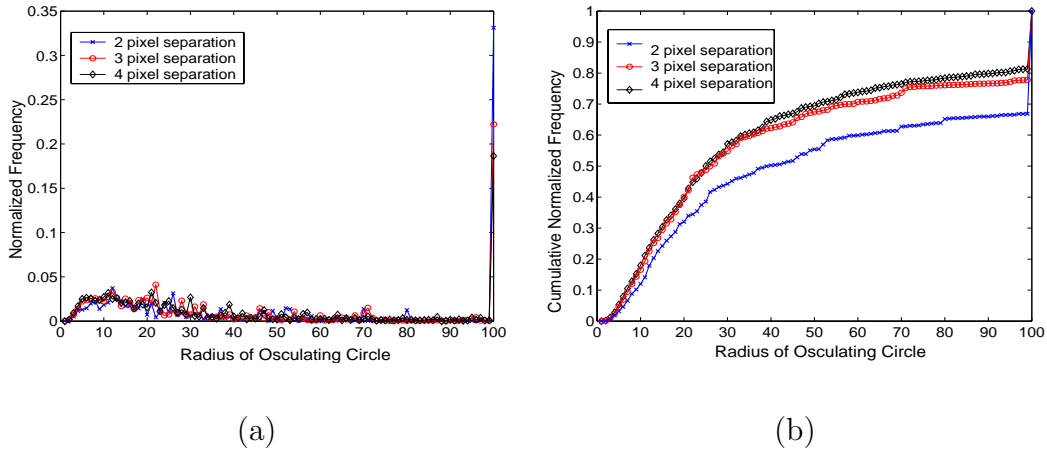 0.35
0.3
0.25
0.2
0.15
0.1
0.05
0
Normalized Frequency
2 pixel separation
3 pixel separation
4 pixel separation
0 10 20 30 40 50 60 70 80 90 100
Radius of Osculating Circle
(a)
1
0.9
0.8
0.7
0.6
0.5
0.4
0.3
0.2
0.1
0
Cumulative Normalized Frequency
2 pixel separation
3 pixel separation
4 pixel separation
0 10 20 30 40 50 60 70 80 90 100
Radius of Osculating Circle
(b)